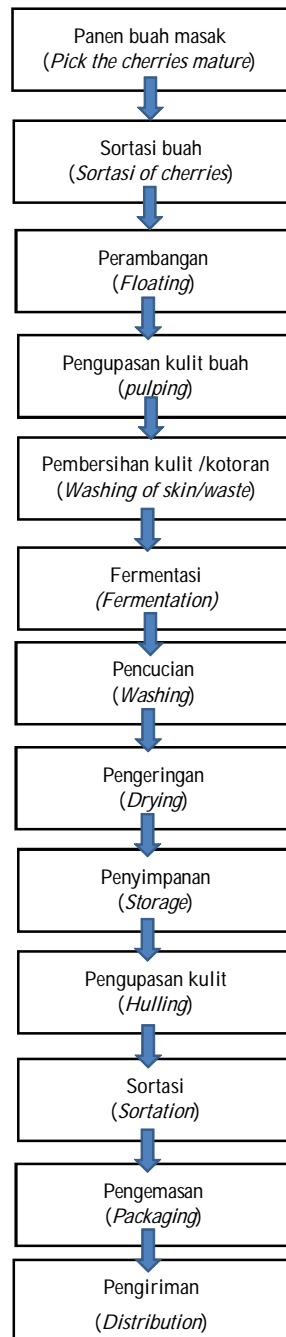 Panen buah masak
(Pick the cherries mature)
Sortasi buah
(Sortasi of cherries)
Perambangan
(Floating)
Pengupasan kulit buah
(pulping)
Pembersihan kulit /kotoran
(Washing of skin/waste)
Fermentasi
(Fermentation)
Pencucian
(Washing)
Pengeringan
(Drying)
Penyimpanan
(Storage)
Pengupasan kulit
(Hulling)
Sortasi
(Sortation)
Pengemasan
(Packaging)
Pengiriman
(Distribution)